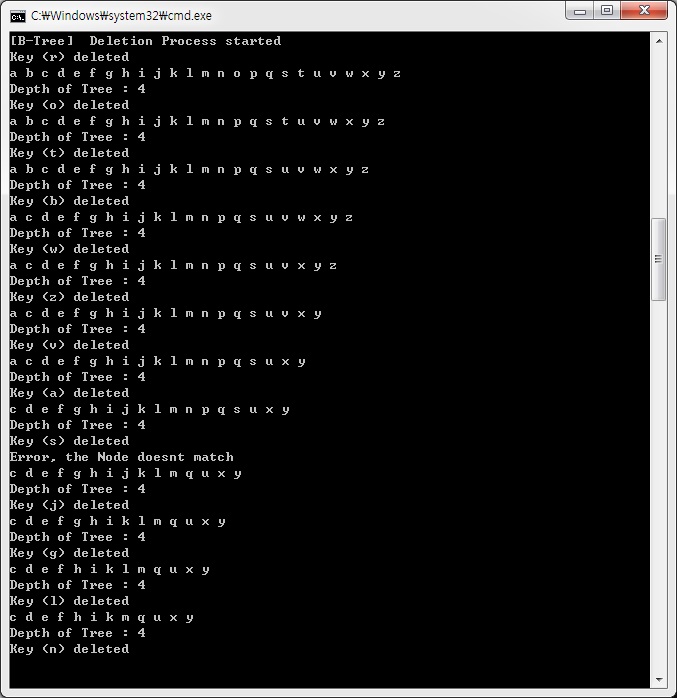 C:₩Windows₩system32₩cmd.exe
[B-Tree]  Deletion Process started
Key (r) deleted
a b c d e f g h i j k l m n o p q s t u v w x y z
Depth of Tree : 4
Key (o) deleted
a b c d e f g h i j k l m n p q s t u v w x y z
Depth of Tree : 4
Key (t) deleted
a b c d e f g h i j k l m n p q s u v w x y z
Depth of Tree : 4
Key (b) deleted
a c d e f g h i j k l m n p q s u v w x y z
Depth of Tree : 4
Key (w) deleted
a c d e f g h i j k l m n p q s u v x y z
Depth of Tree : 4
Key (z) deleted
a c d e f g h i j k l m n p q s u v x y
Depth of Tree : 4
Key (v) deleted
a c d e f g h i j k l m n p q s u x y
Depth of Tree : 4
Key (a) deleted
c d e f g h i j k l m n p q s u x y
Depth of Tree : 4
Key (s) deleted
Error, the Node doesnt match
c d e f g h i j k l m q u x y
Depth of Tree : 4
Key (j) deleted
c d e f g h i k l m q u x y
Depth of Tree : 4
Key (g) deleted
c d e f h i k l m q u x y
Depth of Tree : 4
Key (l) deleted
c d e f h i k m q u x y
Depth of Tree : 4
Key (n) deleted